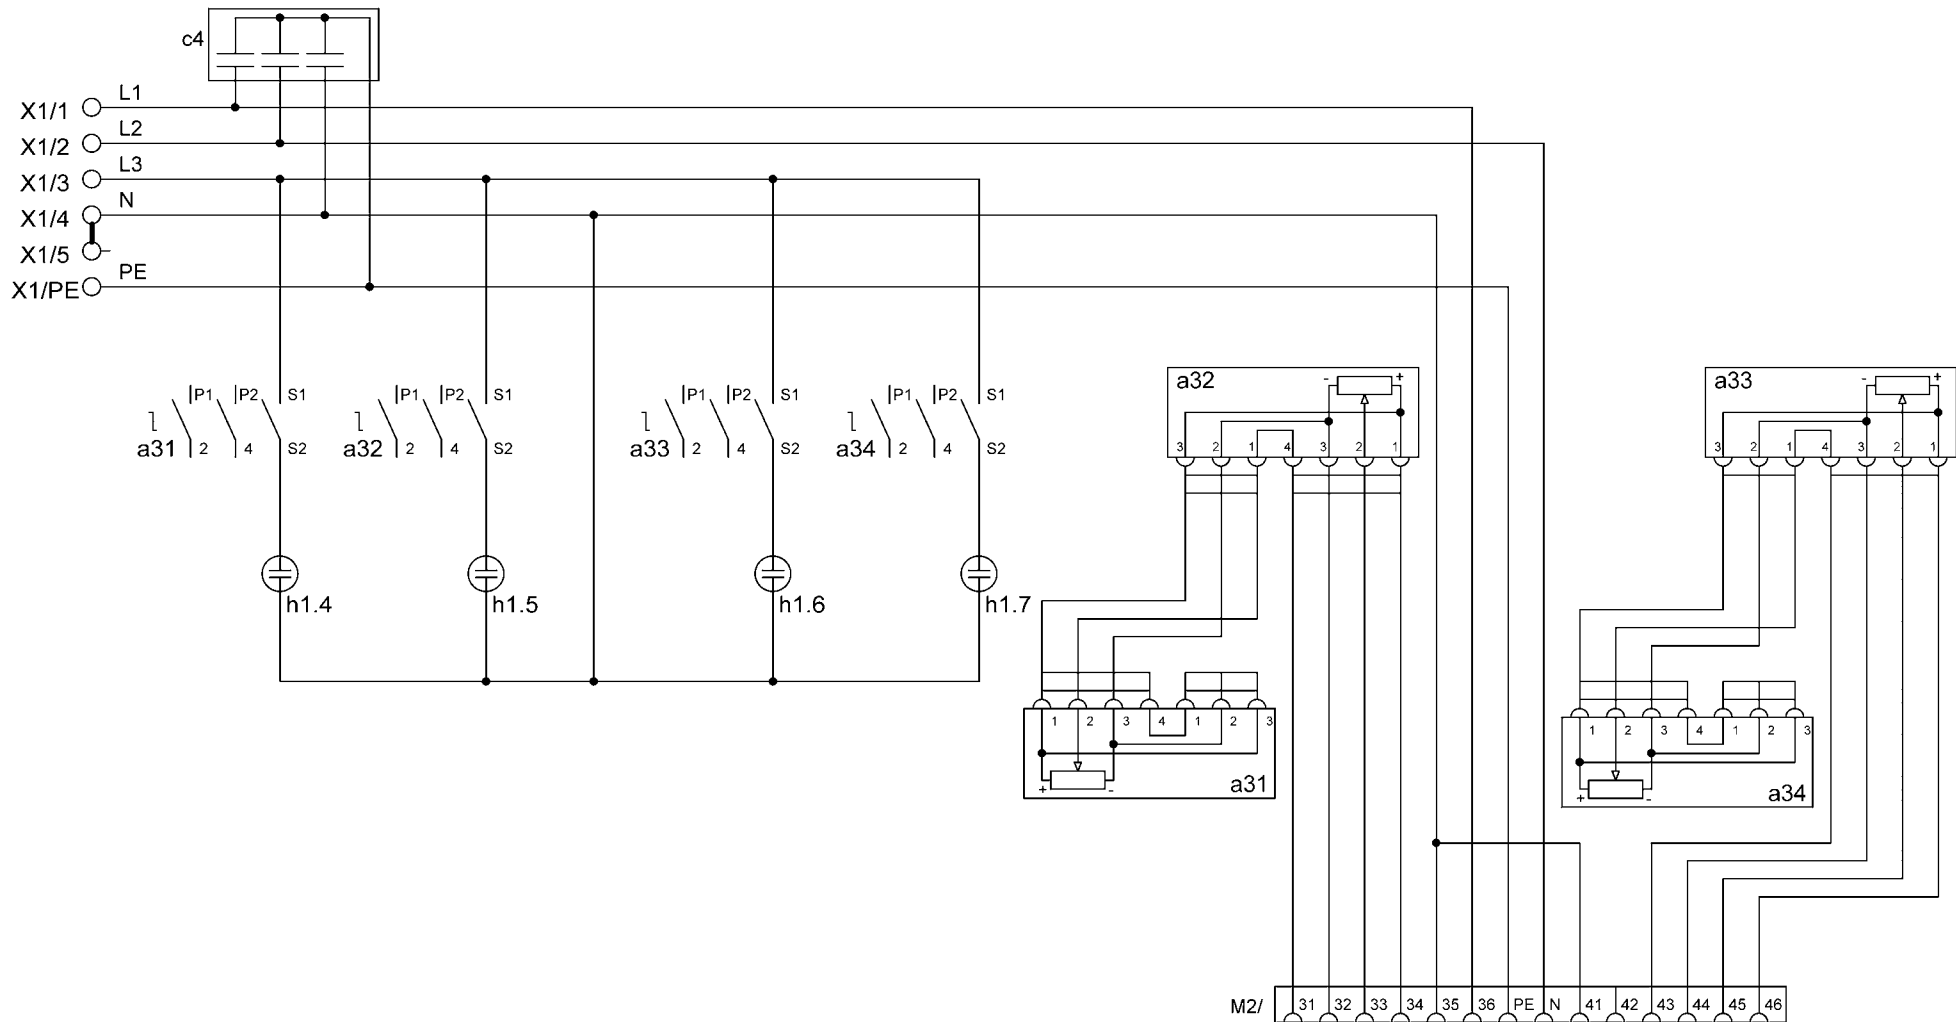 c4
X1/1 L1
X1/2 L2
X1/3 L3
X1/4 N
X1/5
X1/PE PE
P1 P2 S1 P1 P2 S1 P1 P2 S1 P1 P2 S1
a31 2 4 S2 a32 2 4 S2 a33 2 4 S2 a34 2 4 S2
h1.4 h1.5 h1.6 h1.7
a32 - +
3 2 1 4 3 2 1
a33 - +
3 2 1 4 3 2 1
1 2 3 4 1 2 3
+ - a31
1 2 3 4 1 2 3
+ - a34
M2/ 31 32 33 34 35 36 PE N 41 42 43 44 45 46